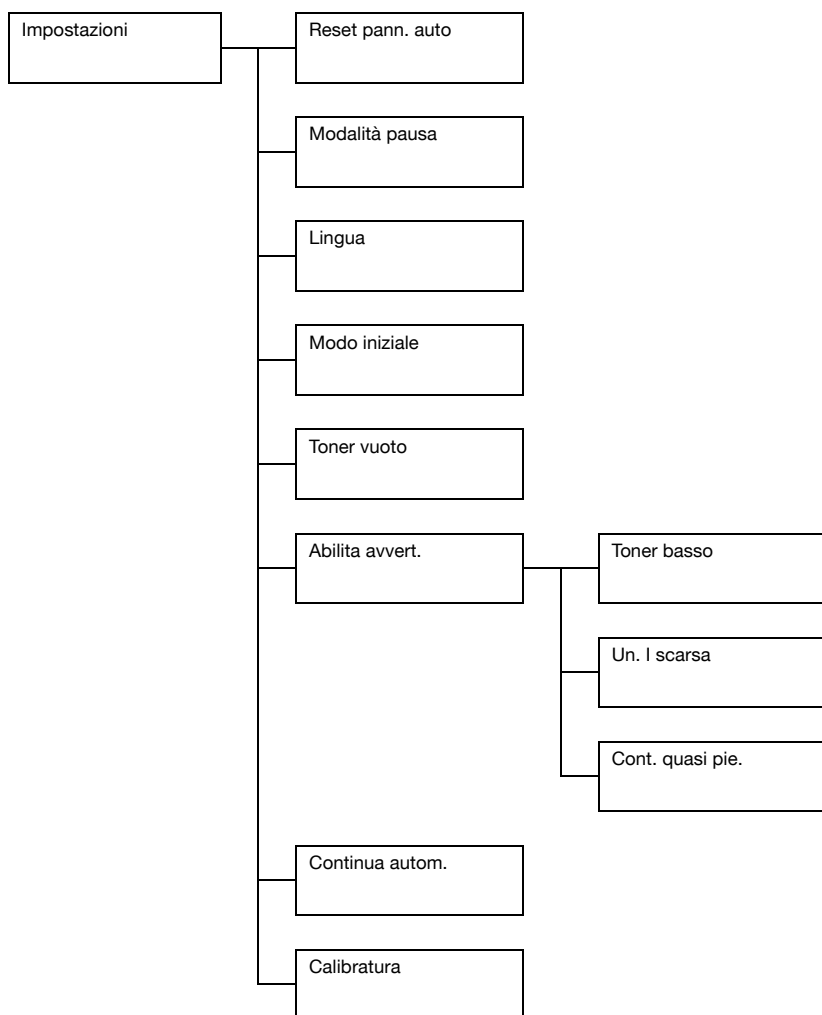 Impostazioni
Reset pann. auto
Modalità pausa
Lingua
Modo iniziale
Toner vuoto
Abilita avvert.
Toner basso
Un. I scarsa
Cont. quasi pie.
Continua autom.
Calibratura